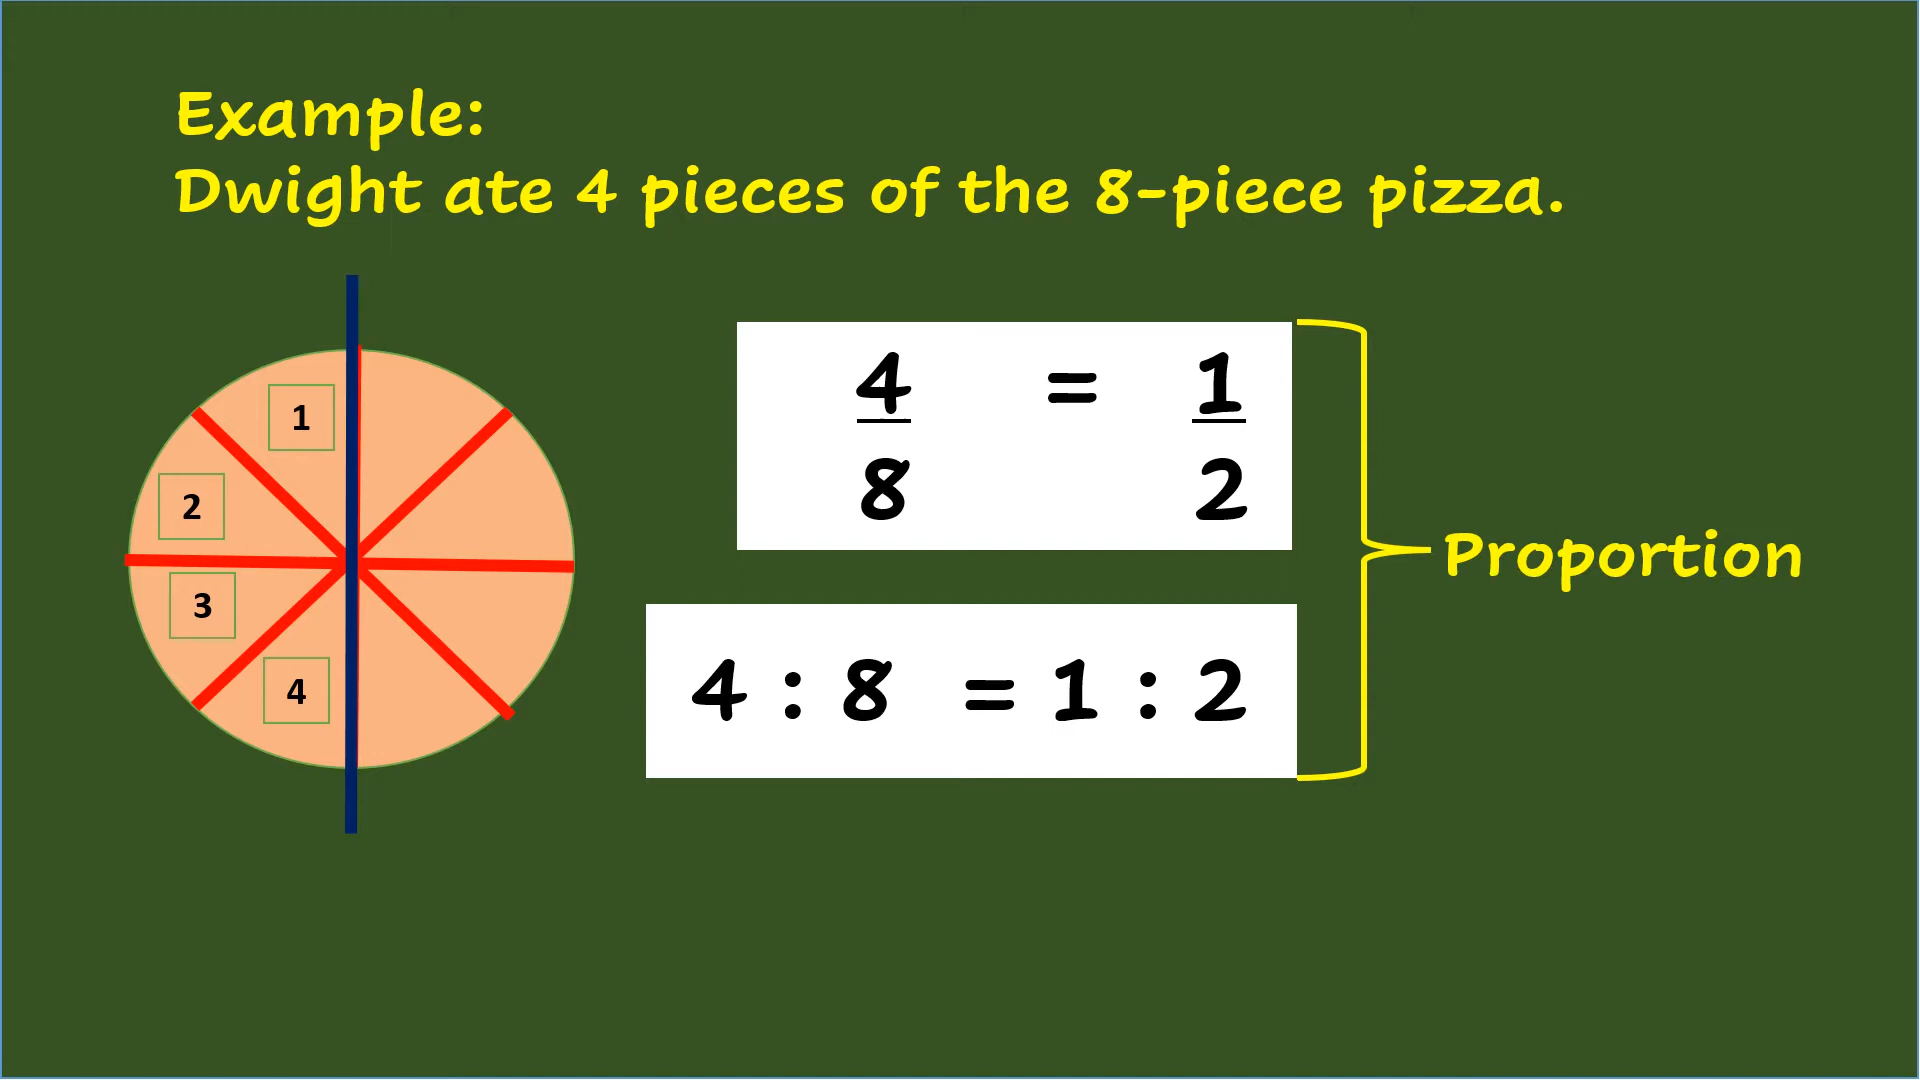 Example:
Dwight ate 4 pieces of the 8-piece pizza.
1
2
3
4
4 = 1
8 2
4 : 8 = 1 : 2
Proportion